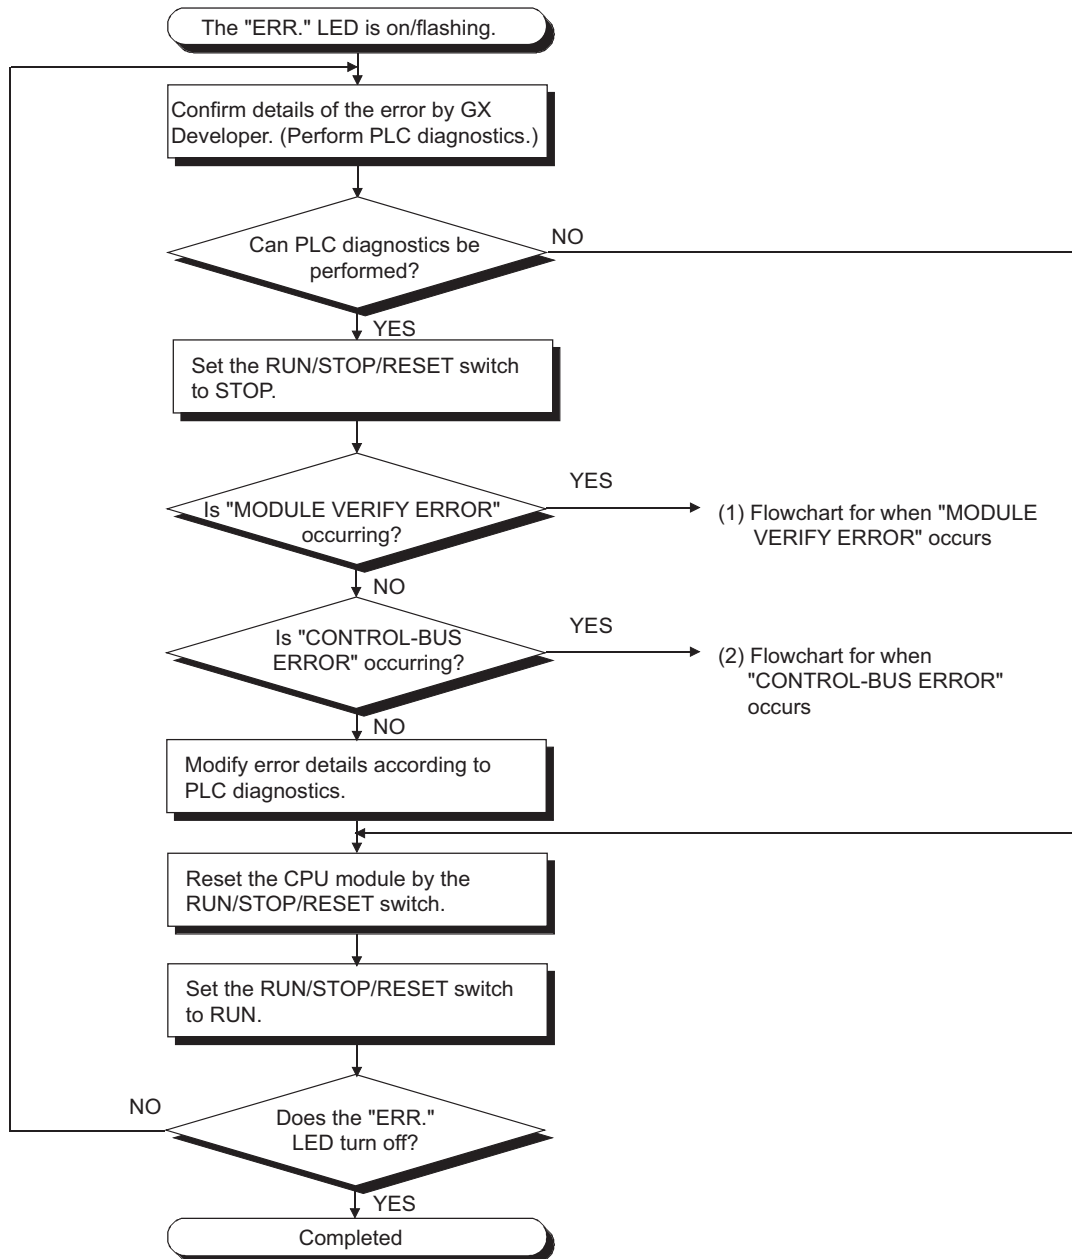 The "ERR." LED is on/flashing.
Confirm details of the error by GX
Developer. (Perform PLC diagnostics.)
Can PLC diagnostics be
performed?
NO
YES
Set the RUN/STOP/RESET switch
to STOP.
Is "MODULE VERIFY ERROR"
occurring?
YES
(1) Flowchart for when "MODULE
VERIFY ERROR" occurs
NO
Is "CONTROL-BUS
ERROR" occurring?
YES
(2) Flowchart for when
"CONTROL-BUS ERROR"
occurs
NO
Modify error details according to
PLC diagnostics.
Reset the CPU module by the
RUN/STOP/RESET switch.
Set the RUN/STOP/RESET switch
to RUN.
NO
Does the "ERR."
LED turn off?
YES
Completed